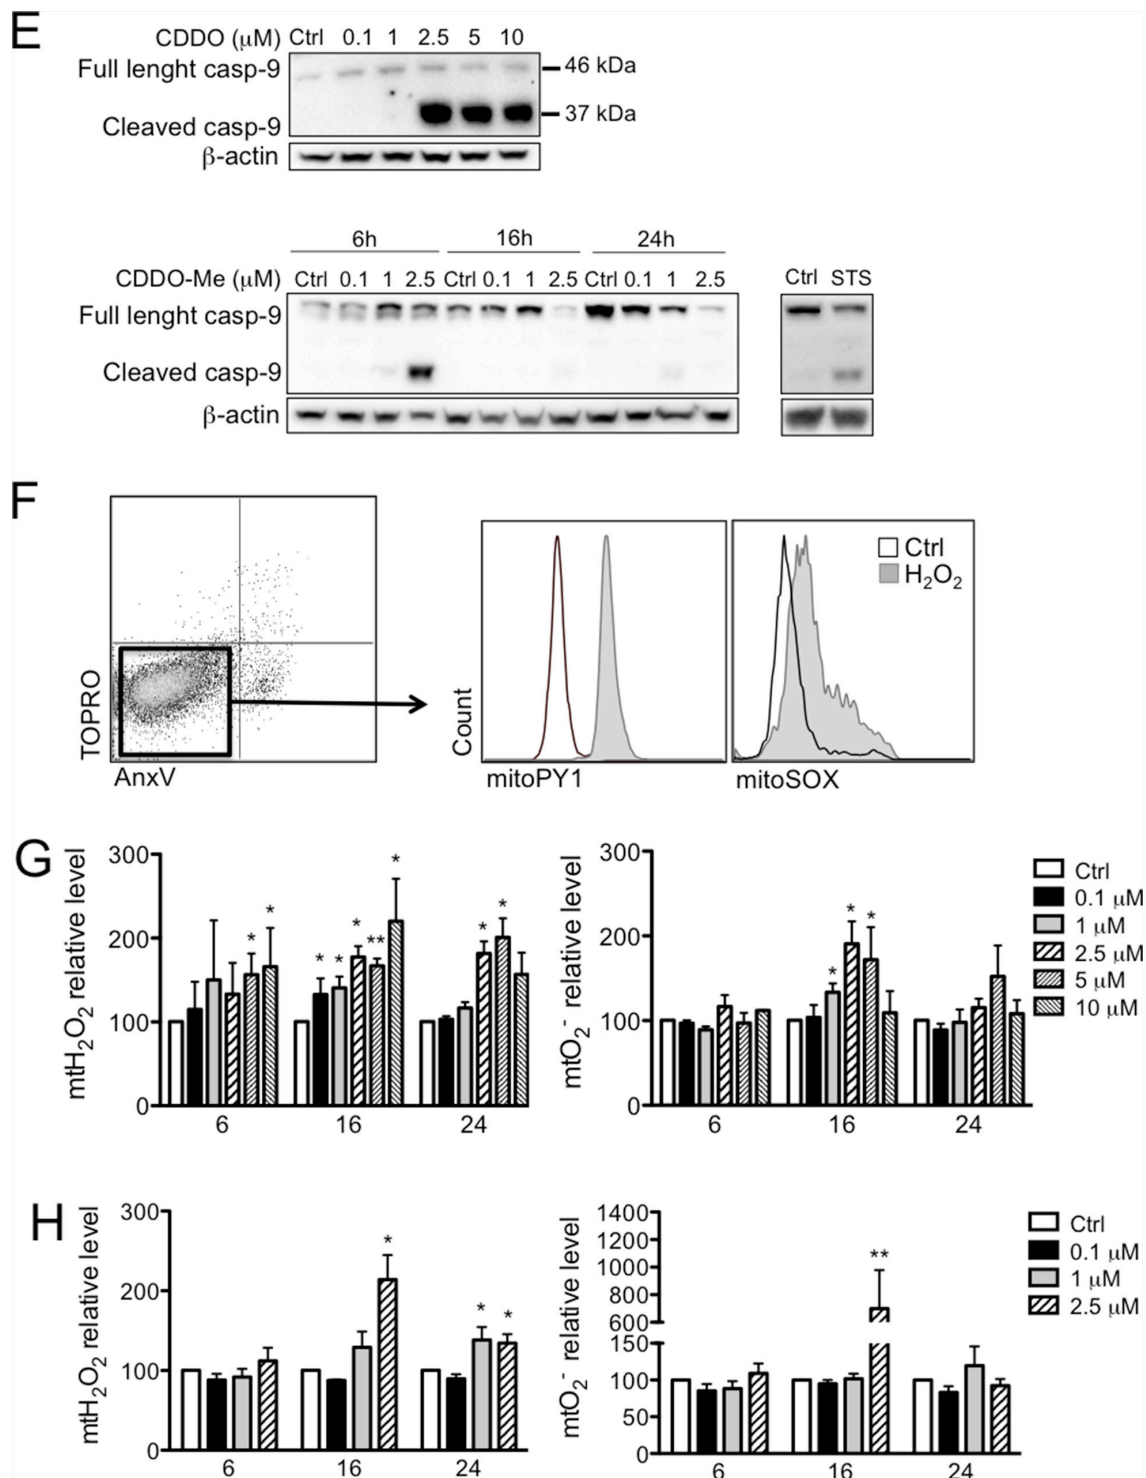 E
CDDO (μM) Ctrl 0.1 1 2.5 5 10
Full lenght casp-9
46 kDa
Cleaved casp-9
37 kDa
β-actin
6h 16h 24h
CDDO-Me (μM) Ctrl 0.1 1 2.5 Ctrl 0.1 1 2.5 Ctrl 0.1 1 2.5 Ctrl STS
Full lenght casp-9
Cleaved casp-9
β-actin
F
TOPRO
AnxV
Count
mitoPY1
mitoSOX
Ctrl
H₂O₂
G
mtH₂O₂ relative level
300
200
100
0
6 16 24
mtO₂⁻ relative level
300
200
100
0
6 16 24
* * * * * ** * * *
* * *
Ctrl
0.1 μM
1 μM
2.5 μM
5 μM
10 μM
H
mtH₂O₂ relative level
300
200
100
0
6 16 24
* * *
mtO₂⁻ relative level
1400
1200
1000
800
600
150
100
50
0
6 16 24
**
Ctrl
0.1 μM
1 μM
2.5 μM